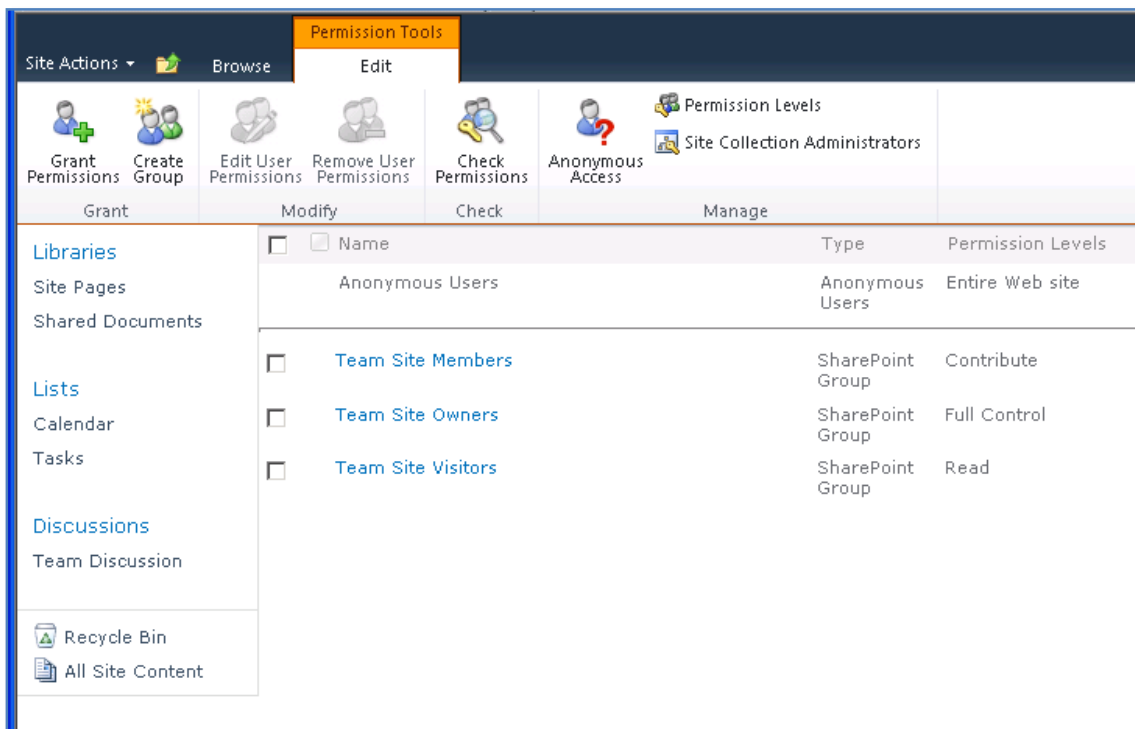 Permission Tools
Site Actions
Browse
Edit
Grant
Permissions
Create
Group
Edit User
Permissions
Remove User
Permissions
Check
Permissions
Anonymous
Access
Permission Levels
Site Collection Administrators
Grant
Modify
Check
Manage
Libraries
Site Pages
Shared Documents
Lists
Calendar
Tasks
Discussions
Team Discussion
Recycle Bin
All Site Content
Name Type Permission Levels
Anonymous Users Anonymous Entire Web site
Users
Team Site Members SharePoint Contribute
Group
Team Site Owners SharePoint Full Control
Group
Team Site Visitors SharePoint Read
Group